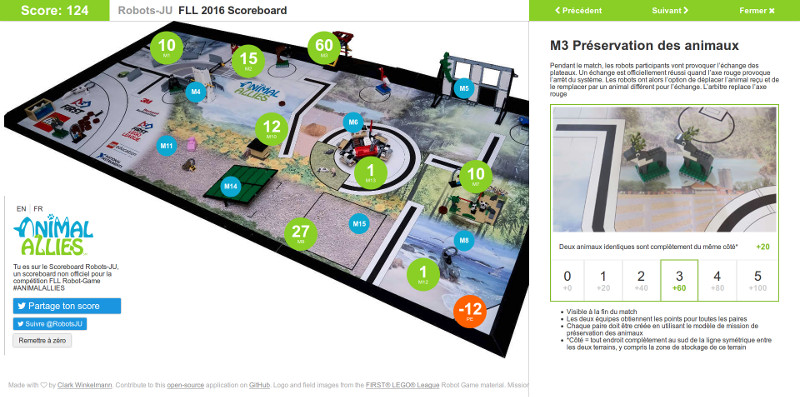 Score: 124
Robots-JU FLL 2016 Scoreboard
Précédent
Suivant
Fermer
10
M1
15
M2
60
M3
M4
M5
12
M10
M6
M11
1
M13
10
M7
M14
27
M9
M15
M8
1
M12
-12
PE
FIRST
3M
LEGO education
EN | FR
ANIMAL ALLIES
ANIMAL
ALLIES
Tu es sur le Scoreboard Robots-JU,
un scoreboard non officiel pour la
compétition FLL Robot-Game
#ANIMALALLIES
Partage ton score
Suivre @RobotsJU
Remettre à zéro
Made with ♡ by Clark Winkelmann. Contribute to this open-source application on GitHub. Logo and field images from the FIRST® LEGO® League Robot Game material. Mission
M3 Préservation des animaux
Pendant le match, les robots participants vont provoquer l'échange des
plateaux. Un échange est officiellement réussi quand l'axe rouge provoque
l'arrêt du système. Les robots ont alors l'option de déplacer l'animal reçu et de
le remplacer par un animal différent pour l'échange. L'arbitre replace l'axe
rouge
Deux animaux identiques sont complètement du même côté* +20
0 1 2 3 4 5
+0 +20 +40 +60 +80 +100
• Visible à la fin du match
• Les deux équipes obtiennent les points pour toutes les paires
• Chaque paire doit être créée en utilisant le modèle de mission de
préservation des animaux
• *Côté = tout endroit complètement au sud de la ligne symétrique entre
les deux terrains, y compris la zone de stockage de ce terrain